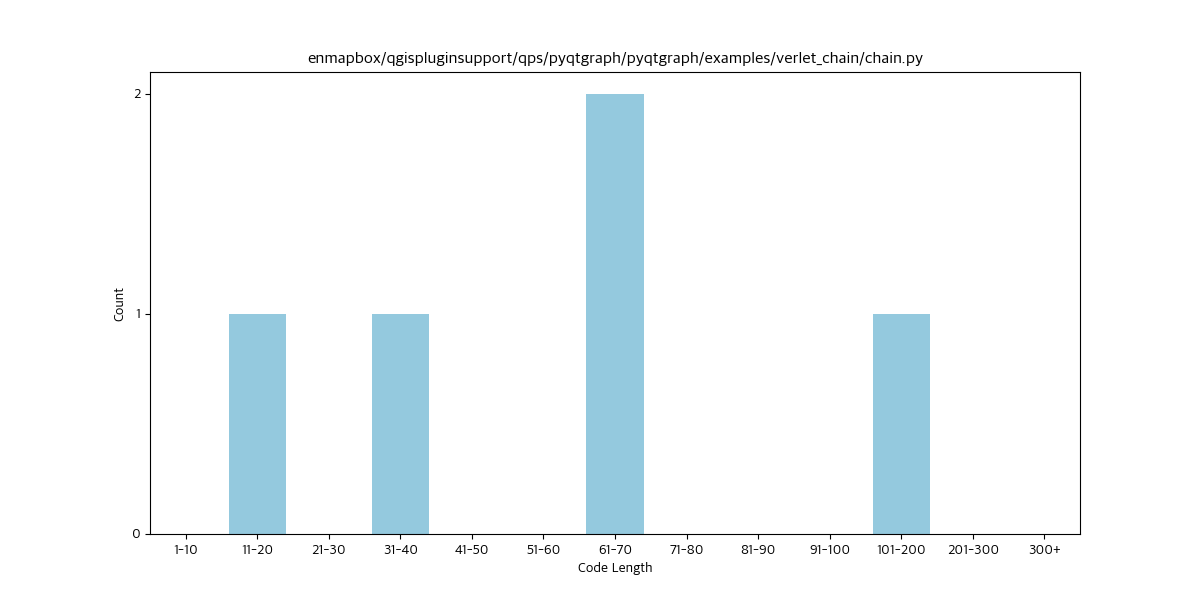 enmapbox/qgispluginsupport/qps/pyqtgraph/pyqtgraph/examples/verlet_chain/chain.py
2
1
0
Count
1-10 11-20 21-30 31-40 41-50 51-60 61-70 71-80 81-90 91-100 101-200 201-300 300+
Code Length